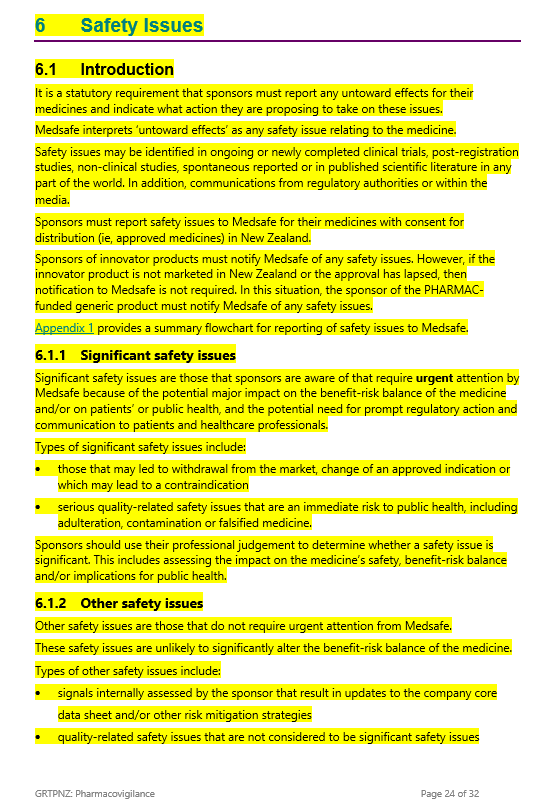 6 Safety Issues
6.1 Introduction
It is a statutory requirement that sponsors must report any untoward effects for their
medicines and indicate what action they are proposing to take on these issues.
Medsafe interprets ‘untoward effects’ as any safety issue relating to the medicine.
Safety issues may be identified in ongoing or newly completed clinical trials, post-registration
studies, non-clinical studies, spontaneous reported or in published scientific literature in any
part of the world. In addition, communications from regulatory authorities or within the
media.
Sponsors must report safety issues to Medsafe for their medicines with consent for
distribution (ie, approved medicines) in New Zealand.
Sponsors of innovator products must notify Medsafe of any safety issues. However, if the
innovator product is not marketed in New Zealand or the approval has lapsed, then
notification to Medsafe is not required. In this situation, the sponsor of the PHARMAC-
funded generic product must notify Medsafe of any safety issues.
Appendix 1 provides a summary flowchart for reporting of safety issues to Medsafe.
6.1.1 Significant safety issues
Significant safety issues are those that sponsors are aware of that require urgent attention by
Medsafe because of the potential major impact on the benefit-risk balance of the medicine
and/or on patients’ or public health, and the potential need for prompt regulatory action and
communication to patients and healthcare professionals.
Types of significant safety issues include:
• those that may led to withdrawal from the market, change of an approved indication or
which may lead to a contraindication
• serious quality-related safety issues that are an immediate risk to public health, including
adulteration, contamination or falsified medicine.
Sponsors should use their professional judgement to determine whether a safety issue is
significant. This includes assessing the impact on the medicine’s safety, benefit-risk balance
and/or implications for public health.
6.1.2 Other safety issues
Other safety issues are those that do not require urgent attention from Medsafe.
These safety issues are unlikely to significantly alter the benefit-risk balance of the medicine.
Types of other safety issues include:
• signals internally assessed by the sponsor that result in updates to the company core
data sheet and/or other risk mitigation strategies
• quality-related safety issues that are not considered to be significant safety issues
GRTPNZ: Pharmacovigilance Page 24 of 32